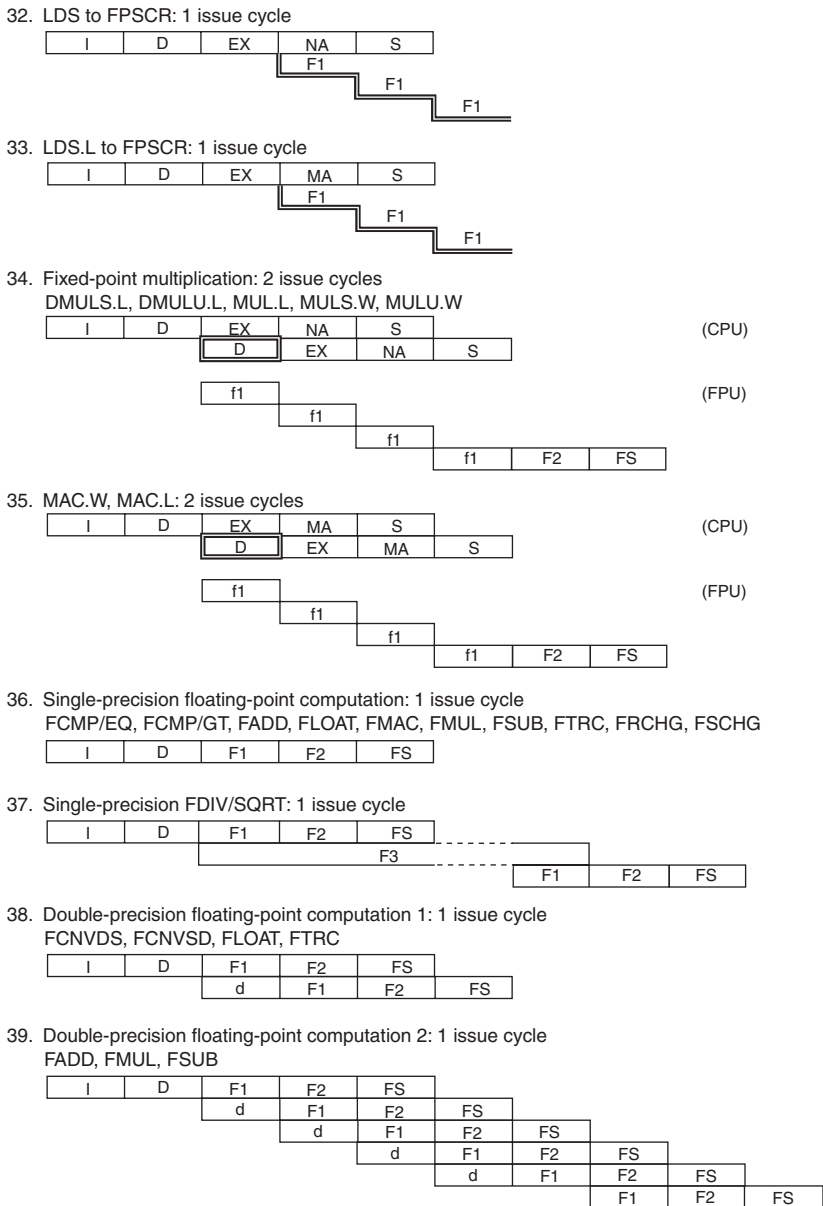 32. LDS to FPSCR: 1 issue cycle
I D EX NA S
F1
F1
F1
33. LDS.L to FPSCR: 1 issue cycle
I D EX MA S
F1
F1
F1
34. Fixed-point multiplication: 2 issue cycles
DMULS.L, DMULU.L, MUL.L, MULS.W, MULU.W
I D EX NA S (CPU)
D EX NA S
f1 (FPU)
f1
f1
f1 F2 FS
35. MAC.W, MAC.L: 2 issue cycles
I D EX MA S (CPU)
D EX MA S
f1 (FPU)
f1
f1
f1 F2 FS
36. Single-precision floating-point computation: 1 issue cycle
FCMP/EQ, FCMP/GT, FADD, FLOAT, FMAC, FMUL, FSUB, FTRC, FRCHG, FSCHG
I D F1 F2 FS
37. Single-precision FDIV/SQRT: 1 issue cycle
I D F1 F2 FS
F3
F1 F2 FS
38. Double-precision floating-point computation 1: 1 issue cycle
FCNVDS, FCNVSD, FLOAT, FTRC
I D F1 F2 FS
d F1 F2 FS
39. Double-precision floating-point computation 2: 1 issue cycle
FADD, FMUL, FSUB
I D F1 F2 FS
d F1 F2 FS
d F1 F2 FS
d F1 F2 FS
d F1 F2 FS
F1 F2 FS